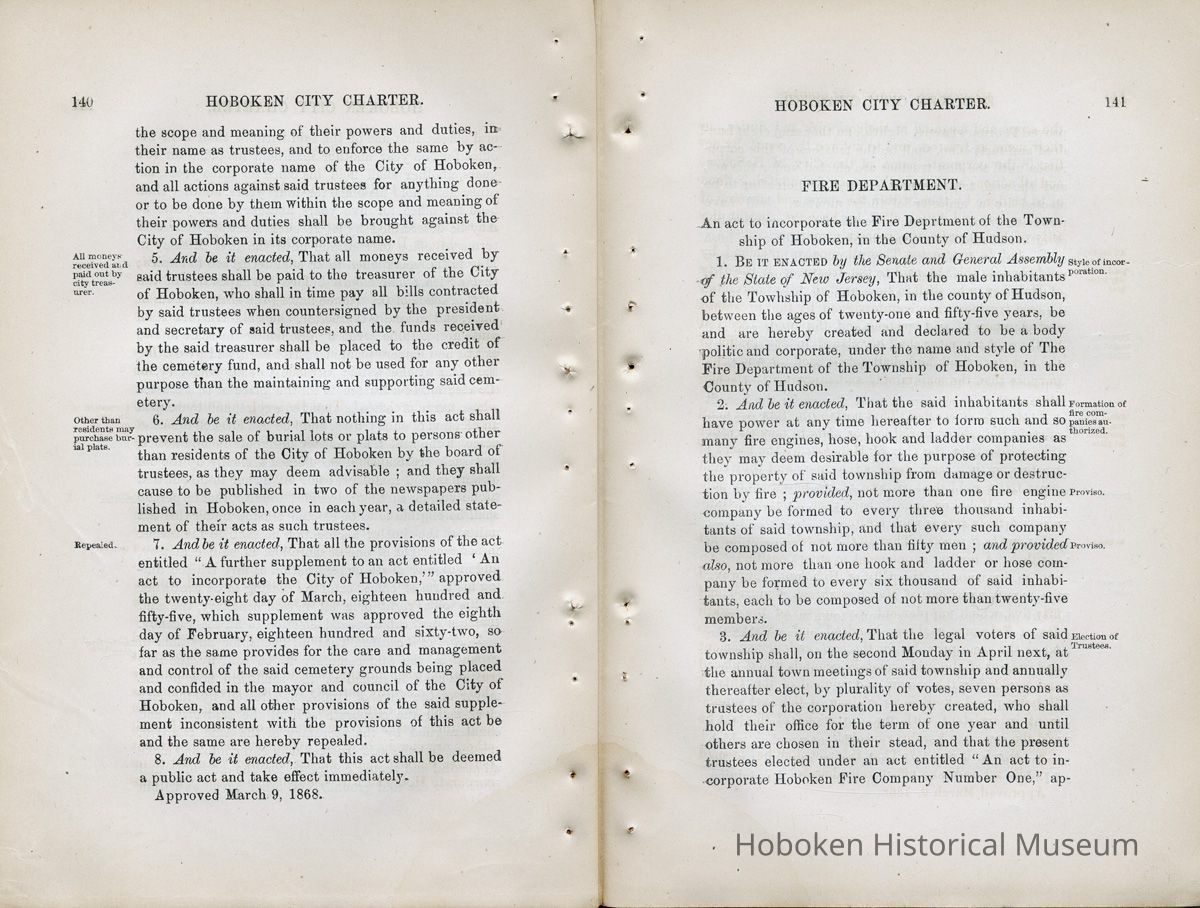 140
HOBOKEN CITY CHARTER.
the scope and meaning of their powers and duties, in
their name as trustees, and to enforce the same by ac-
tion in the corporate name of the City of Hoboken,
and all actions against said trustees for anything done
or to be done by them within the scope and meaning of
their powers and duties shall be brought against the
City of Hoboken in its corporate name.
All moneys
received and
paid out by
city treas-
urer.
5. And be it enacted, That all moneys received by
said trustees shall be paid to the treasurer of the City
of Hoboken, who shall in time pay all bills contracted
by said trustees when countersigned by the president
and secretary of said trustees, and the funds received
by the said treasurer shall be placed to the credit of
the cemetery fund, and shall not be used for any other
purpose than the maintaining and supporting said cem-
etery.
Other than
residents may
purchase bur-
ial plats.
6. And be it enacted, That nothing in this act shall
prevent the sale of burial lots or plats to persons other
than residents of the City of Hoboken by the board of
trustees, as they may deem advisable ; and they shall
cause to be published in two of the newspapers pub-
lished in Hoboken, once in each year, a detailed state-
ment of their acts as such trustees.
Repealed.
7. And be it enacted, That all the provisions of the act
entitled " A further supplement to an act entitled ' An
act to incorporate the City of Hoboken,'" approved
the twenty-eight day of March, eighteen hundred and
fifty-five, which supplement was approved the eighth
day of February, eighteen hundred and sixty-two, so
far as the same provides for the care and management
and control of the said cemetery grounds being placed
and confided in the mayor and council of the City of
Hoboken, and all other provisions of the said supple-
ment inconsistent with the provisions of this act be
and the same are hereby repealed.
8. And be it enacted, That this act shall be deemed
a public act and take effect immediately.
Approved March 9, 1868.
HOBOKEN CITY CHARTER.
141
FIRE DEPARTMENT.
An act to incorporate the Fire Deprtment of the Town-
ship of Hoboken, in the County of Hudson.
1. BE IT ENACTED by the Senate and General Assembly
of the State of New Jersey, That the male inhabitants
of the Towhship of Hoboken, in the county of Hudson,
between the ages of twenty-one and fifty-five years, be
and are hereby created and declared to be a body
politic and corporate, under the name and style of The
Fire Department of the Township of Hoboken, in the
County of Hudson.
Style of incor-
poration.
2. And be it enacted, That the said inhabitants shall
have power at any time hereafter to form such and so
many fire engines, hose, hook and ladder companies as
they may deem desirable for the purpose of protecting
the property of said township from damage or destruc-
tion by fire ; provided, not more than one fire engine
company be formed to every three thousand inhabi-
tants of said township, and that every such company
be composed of not more than fifty men ; and provided
also, not more than one hook and ladder or hose com-
pany be formed to every six thousand of said inhabi-
tants, each to be composed of not more than twenty-five
members.
Formation of
fire com-
panies au-
thorized.
Proviso.
Proviso.
3. And be it enacted, That the legal voters of said
township shall, on the second Monday in April next, at
the annual town meetings of said township and annually
thereafter elect, by plurality of votes, seven persons as
trustees of the corporation hereby created, who shall
hold their office for the term of one year and until
others are chosen in their stead, and that the present
trustees elected under an act entitled " An act to in-
corporate Hoboken Fire Company Number One," ap-
Election of
Trustees.
Hoboken Historical Museum